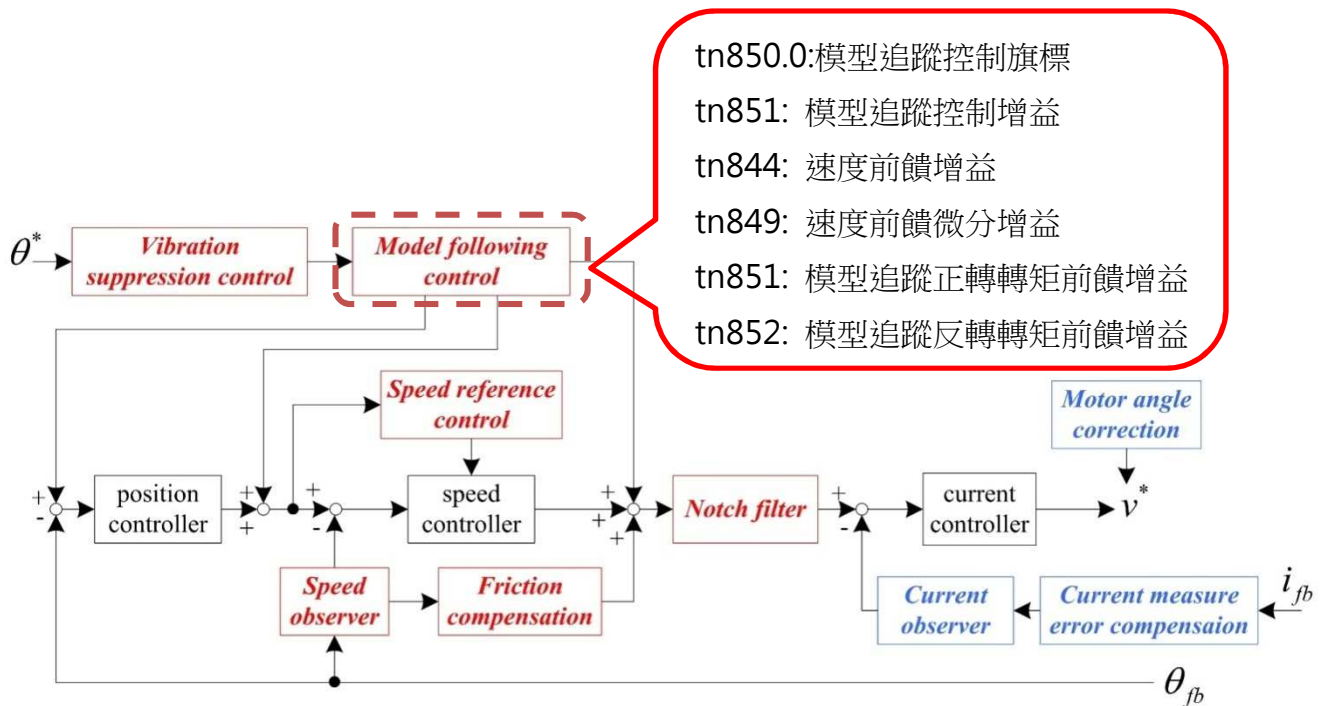 tn850.0:模型追蹤控制旗標
tn851: 模型追蹤控制增益
tn844: 速度前饋增益
tn849: 速度前饋微分增益
tn851: 模型追蹤正轉轉矩前饋增益
tn852: 模型追蹤反轉轉矩前饋增益
θ*
Vibration
suppression control
Model following
control
Speed reference
control
Motor angle
correction
+
-
position
controller
+
+
+
-
speed
controller
+
+
+
Notch filter
+
-
current
controller
v*
Speed
observer
Friction
compensation
Current
observer
Current measure
error compensaion
i_fb
θ_fb